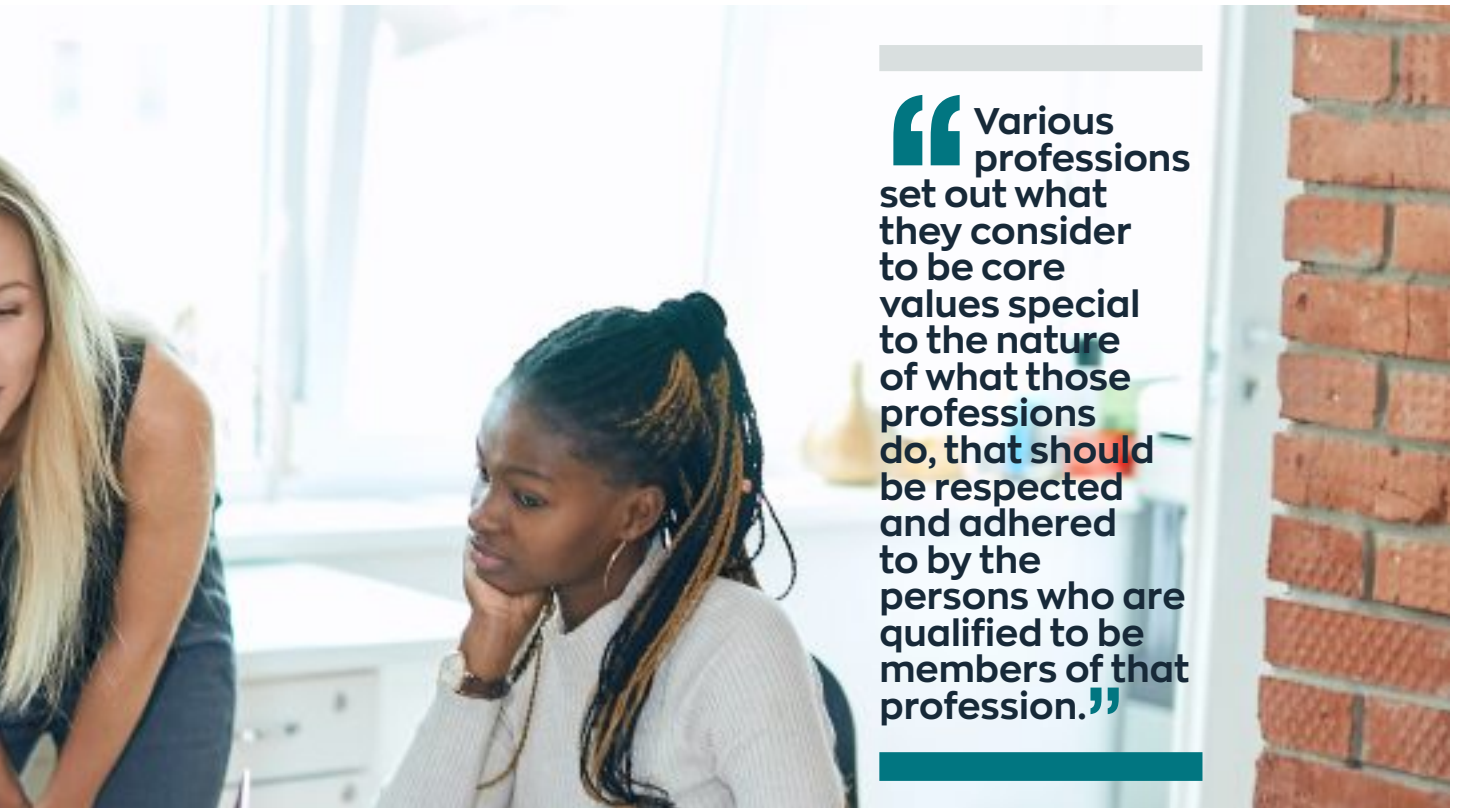 “Various
professions
set out what
they consider
to be core
values special
to the nature
of what those
professions
do, that should
be respected
and adhered
to by the
persons who are
qualified to be
members of that
profession.”